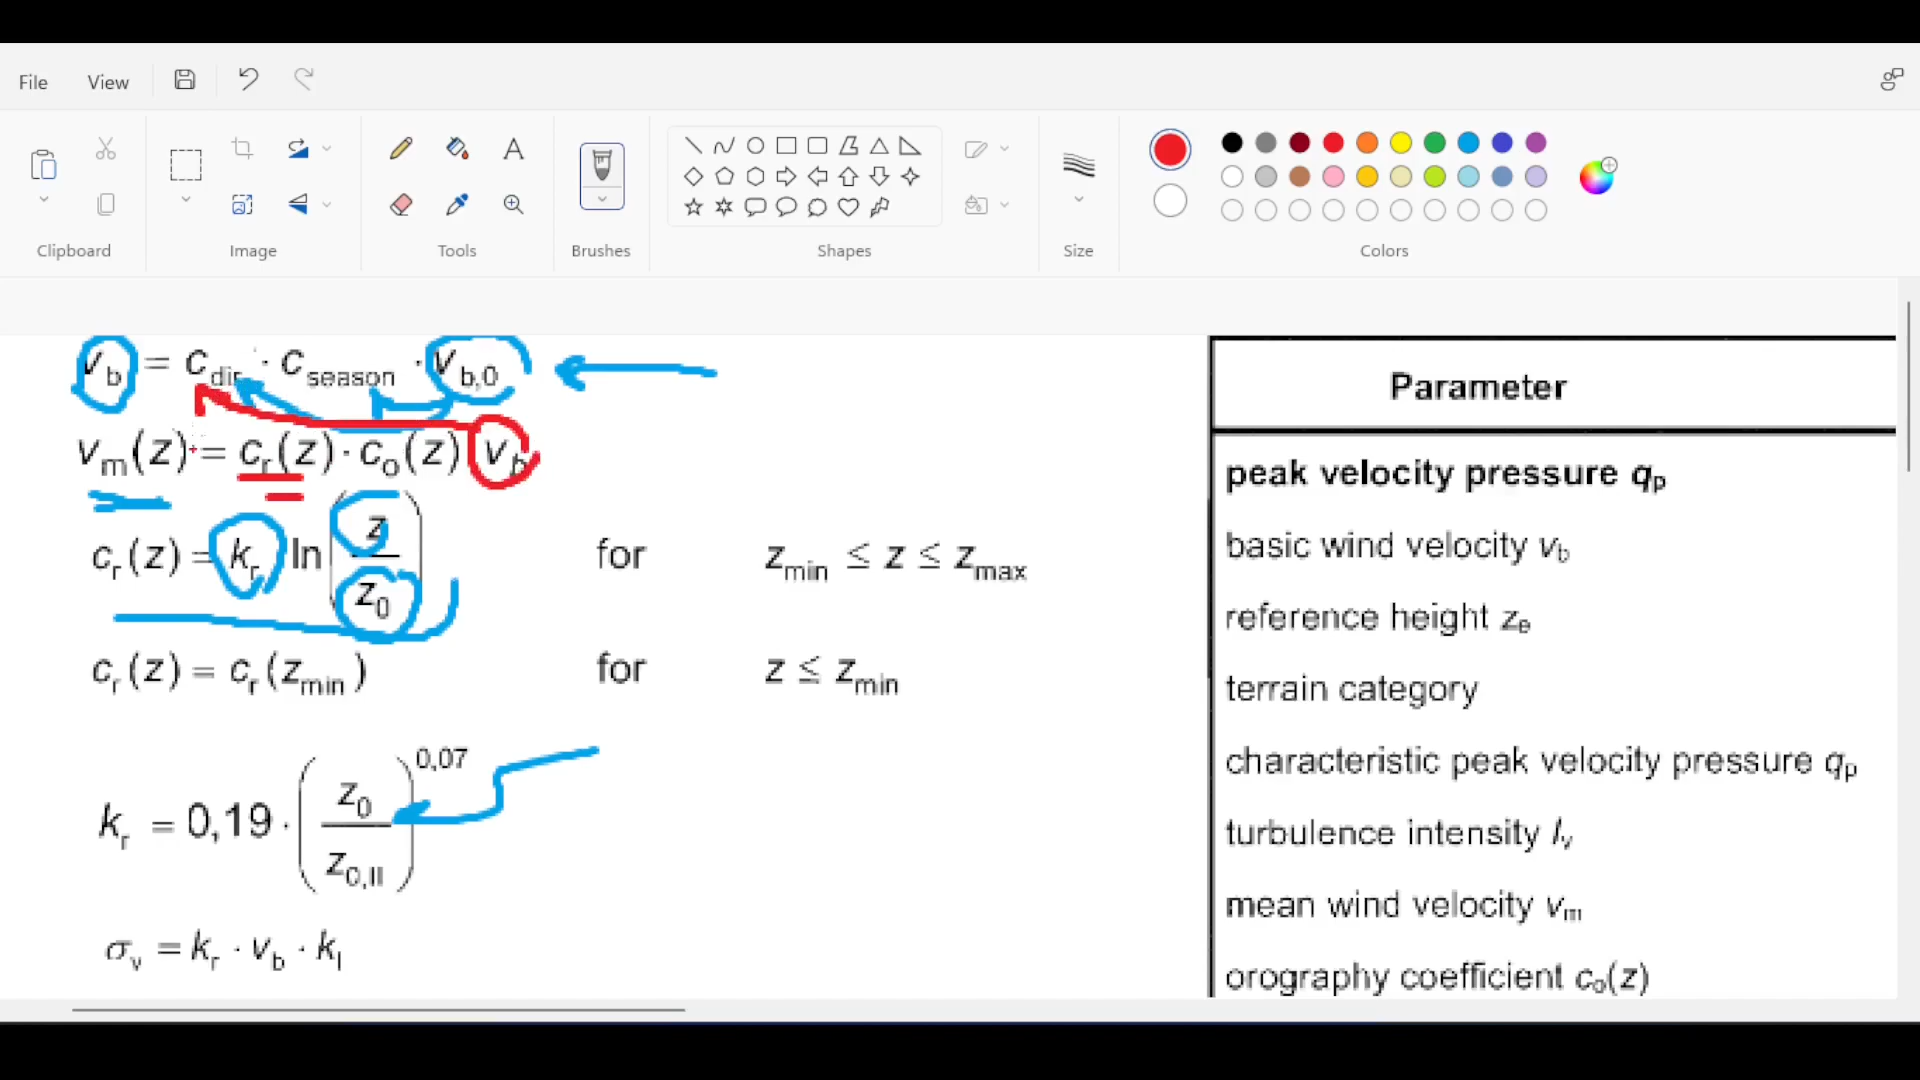 File View
Clipboard
Image
Tools
Brushes
Shapes
Size
Colors
v_b = c_dir · c_season · v_b,0
v_m(z) = c_r(z) · c_o(z) v_b
c_r(z) = k_r ln(z/z_0) for z_min ≤ z ≤ z_max
c_r(z) = c_r(z_min) for z ≤ z_min
k_r = 0,19 · (z_0/z_0,II)^0,07
σ_v = k_r · v_b · k_l
Parameter
peak velocity pressure q_p
basic wind velocity v_b
reference height z_e
terrain category
characteristic peak velocity pressure q_p
turbulence intensity I_v
mean wind velocity v_m
orography coefficient c_o(z)